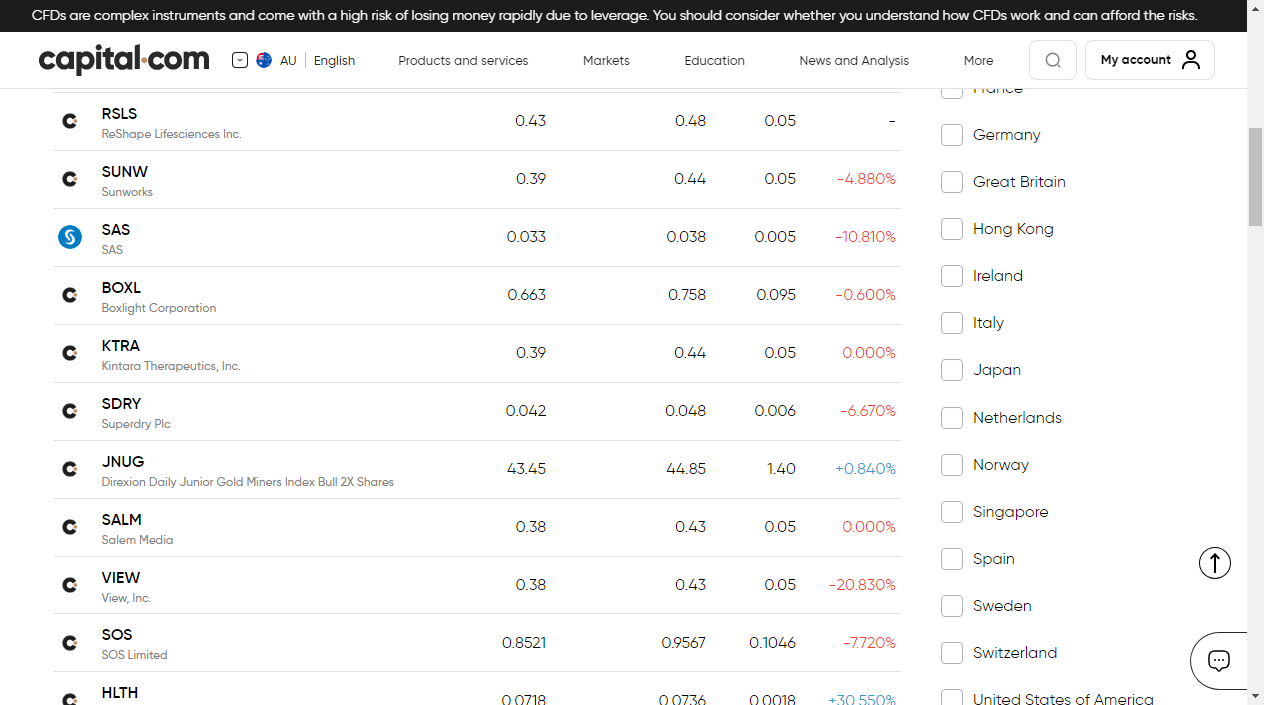 CFDs are complex instruments and come with a high risk of losing money rapidly due to leverage. You should consider whether you understand how CFDs work and can afford the risks.
capital.com AU English Products and services Markets Education News and Analysis More My account
RSLS 0.43 0.48 0.05 -
ReShape Lifesciences Inc.
SUNW 0.39 0.44 0.05 -4.880%
Sunworks
SAS 0.033 0.038 0.005 -10.810%
SAS
BOXL 0.663 0.758 0.095 -0.600%
Boxlight Corporation
KTRA 0.39 0.44 0.05 0.000%
Kintara Therapeutics, Inc.
SDRY 0.042 0.048 0.006 -6.670%
Superdry Plc
JNUG 43.45 44.85 1.40 +0.840%
Direxion Daily Junior Gold Miners Index Bull 2X Shares
SALM 0.38 0.43 0.05 0.000%
Salem Media
VIEW 0.38 0.43 0.05 -20.830%
View, Inc.
SOS 0.8521 0.9567 0.1046 -7.720%
SOS Limited
HLTH 0.0718 0.0736 0.0018 +30.550%
France
Germany
Great Britain
Hong Kong
Ireland
Italy
Japan
Netherlands
Norway
Singapore
Spain
Sweden
Switzerland
United States of America